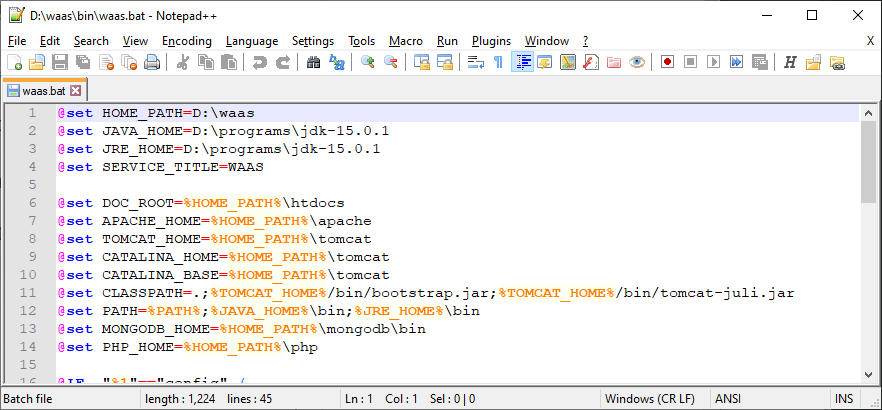 D:\waas\bin\waas.bat - Notepad++
File Edit Search View Encoding Language Settings Tools Macro Run Plugins Window ? X
waas.bat
1 @set HOME_PATH=D:\waas
2 @set JAVA_HOME=D:\programs\jdk-15.0.1
3 @set JRE_HOME=D:\programs\jdk-15.0.1
4 @set SERVICE_TITLE=WAAS
5
6 @set DOC_ROOT=%HOME_PATH%\htdocs
7 @set APACHE_HOME=%HOME_PATH%\apache
8 @set TOMCAT_HOME=%HOME_PATH%\tomcat
9 @set CATALINA_HOME=%HOME_PATH%\tomcat
10 @set CATALINA_BASE=%HOME_PATH%\tomcat
11 @set CLASSPATH=.;%TOMCAT_HOME%/bin/bootstrap.jar;%TOMCAT_HOME%/bin/tomcat-juli.jar
12 @set PATH=%PATH%;%JAVA_HOME%\bin;%JRE_HOME%\bin
13 @set MONGODB_HOME=%HOME_PATH%\mongodb\bin
14 @set PHP_HOME=%HOME_PATH%\php
15
16 @IF "%1"=="config" (
Batch file length : 1,224 lines : 45 Ln : 1 Col : 1 Sel : 0 | 0 Windows (CR LF) ANSI INS